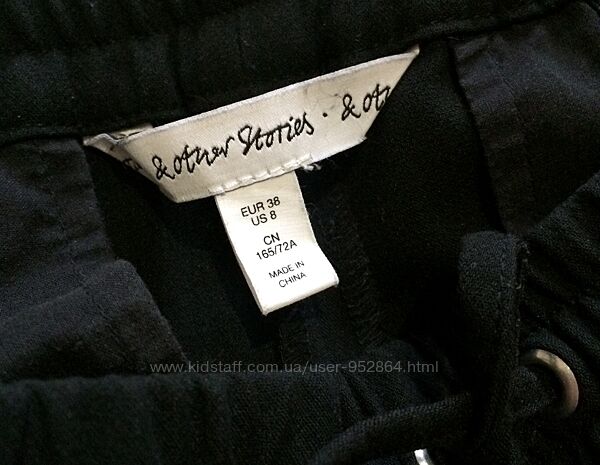 & other Stories · & oth
EUR 38
US 8
CN
165/72A
MADE IN
CHINA
www.kidstaff.com.ua/user-952864.html